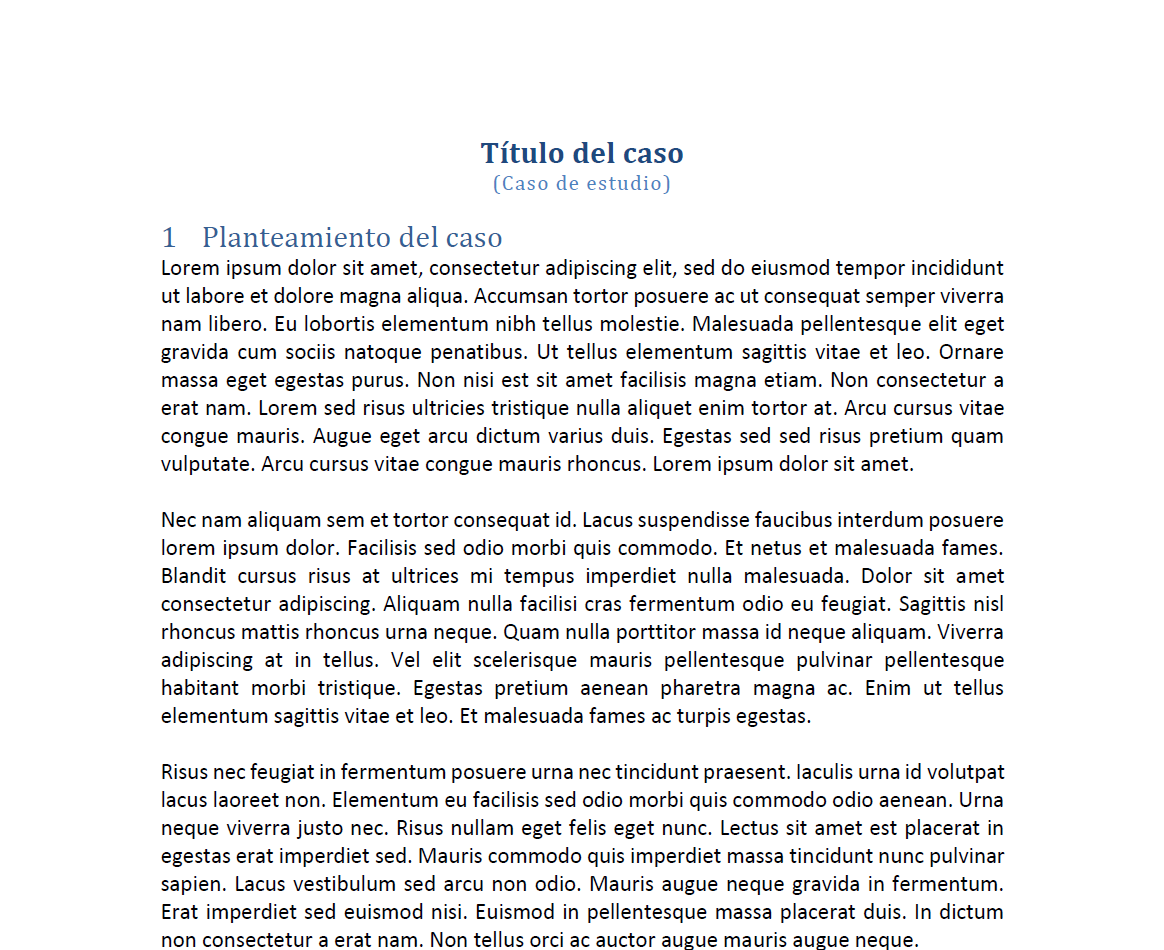 Título del caso
(Caso de estudio)
1 Planteamiento del caso
Lorem ipsum dolor sit amet, consectetur adipiscing elit, sed do eiusmod tempor incididunt
ut labore et dolore magna aliqua. Accumsan tortor posuere ac ut consequat semper viverra
nam libero. Eu lobortis elementum nibh tellus molestie. Malesuada pellentesque elit eget
gravida cum sociis natoque penatibus. Ut tellus elementum sagittis vitae et leo. Ornare
massa eget egestas purus. Non nisi est sit amet facilisis magna etiam. Non consectetur a
erat nam. Lorem sed risus ultricies tristique nulla aliquet enim tortor at. Arcu cursus vitae
congue mauris. Augue eget arcu dictum varius duis. Egestas sed sed risus pretium quam
vulputate. Arcu cursus vitae congue mauris rhoncus. Lorem ipsum dolor sit amet.
Nec nam aliquam sem et tortor consequat id. Lacus suspendisse faucibus interdum posuere
lorem ipsum dolor. Facilisis sed odio morbi quis commodo. Et netus et malesuada fames.
Blandit cursus risus at ultrices mi tempus imperdiet nulla malesuada. Dolor sit amet
consectetur adipiscing. Aliquam nulla facilisi cras fermentum odio eu feugiat. Sagittis nisl
rhoncus mattis rhoncus urna neque. Quam nulla porttitor massa id neque aliquam. Viverra
adipiscing at in tellus. Vel elit scelerisque mauris pellentesque pulvinar pellentesque
habitant morbi tristique. Egestas pretium aenean pharetra magna ac. Enim ut tellus
elementum sagittis vitae et leo. Et malesuada fames ac turpis egestas.
Risus nec feugiat in fermentum posuere urna nec tincidunt praesent. Iaculis urna id volutpat
lacus laoreet non. Elementum eu facilisis sed odio morbi quis commodo odio aenean. Urna
neque viverra justo nec. Risus nullam eget felis eget nunc. Lectus sit amet est placerat in
egestas erat imperdiet sed. Mauris commodo quis imperdiet massa tincidunt nunc pulvinar
sapien. Lacus vestibulum sed arcu non odio. Mauris augue neque gravida in fermentum.
Erat imperdiet sed euismod nisi. Euismod in pellentesque massa placerat duis. In dictum
non consectetur a erat nam. Non tellus orci ac auctor augue mauris augue neque.